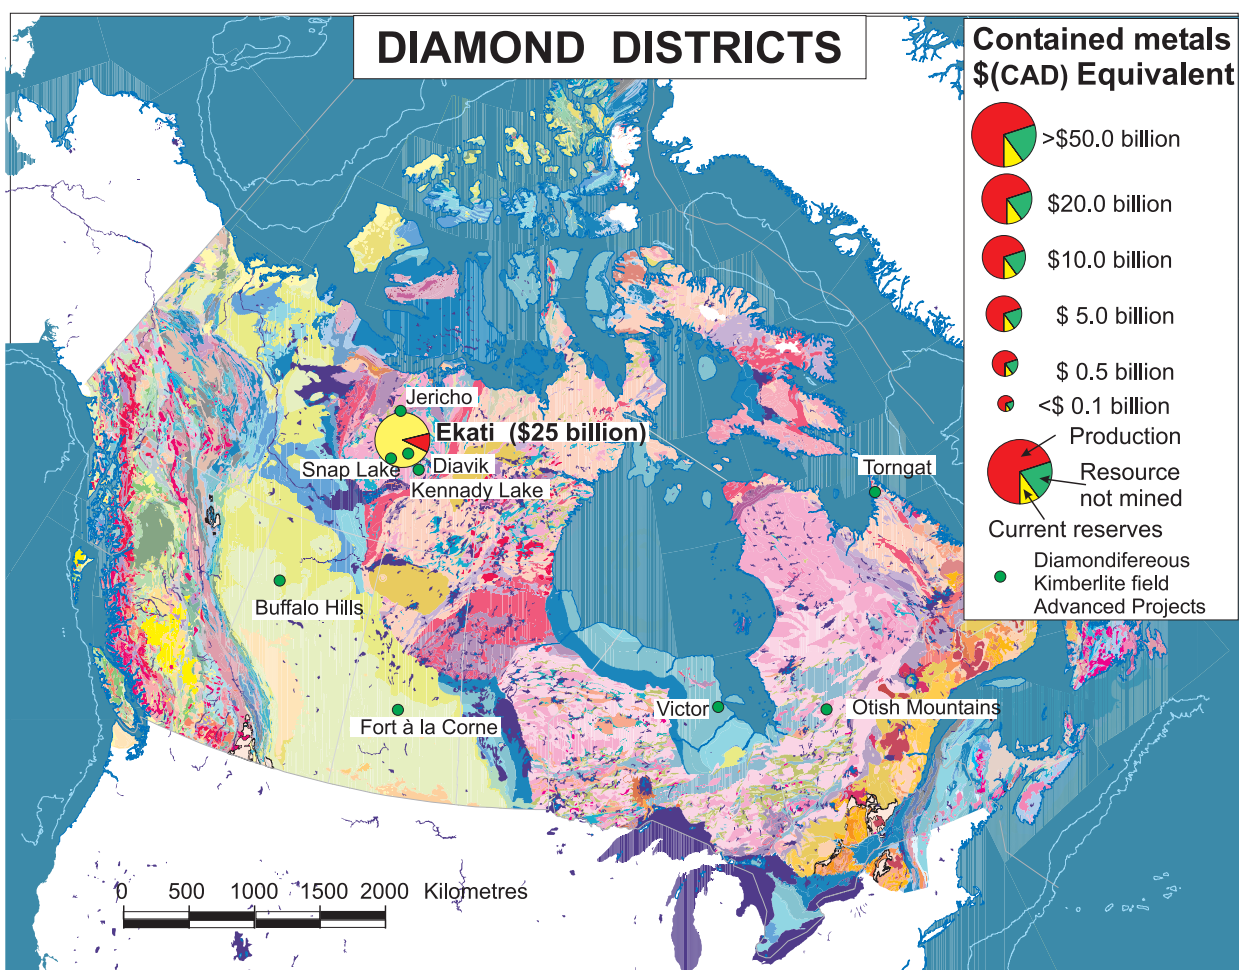 DIAMOND DISTRICTS
Contained metals
$(CAD) Equivalent
>$50.0 billion
$20.0 billion
$10.0 billion
$ 5.0 billion
$ 0.5 billion
<$ 0.1 billion
Production
Resource
not mined
Current reserves
Diamondifereous
Kimberlite field
Advanced Projects
Jericho
Ekati ($25 billion)
Snap Lake
Diavik
Kennady Lake
Torngat
Buffalo Hills
Fort à la Corne
Victor
Otish Mountains
0 500 1000 1500 2000 Kilometres